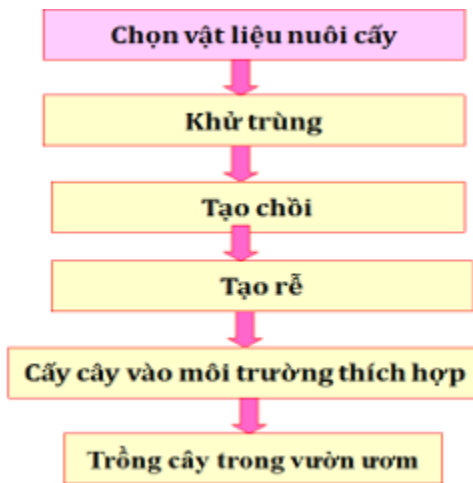 Chọn vật liệu nuôi cấy
Khử trùng
Tạo chồi
Tạo rễ
Cấy cây vào môi trường thích hợp
Trồng cây trong vườn ươm